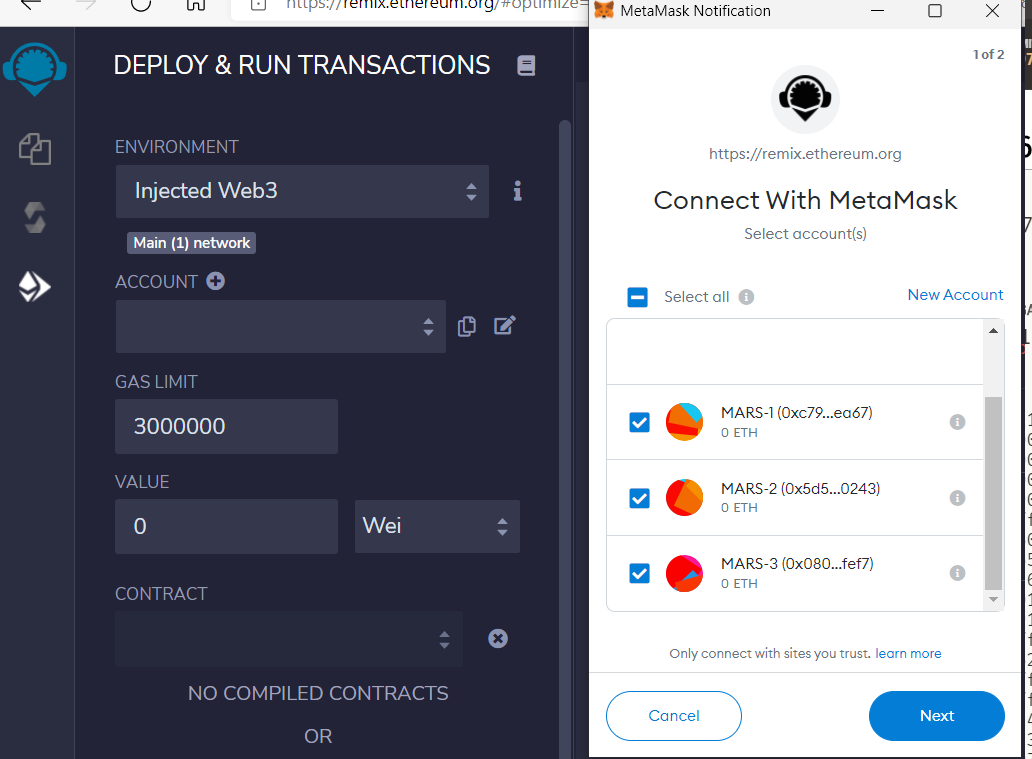 https://remix.ethereum.org/#optimize=
DEPLOY & RUN TRANSACTIONS
ENVIRONMENT
Injected Web3
Main (1) network
ACCOUNT
GAS LIMIT
3000000
VALUE
0
Wei
CONTRACT
NO COMPILED CONTRACTS
OR
MetaMask Notification
1 of 2
https://remix.ethereum.org
Connect With MetaMask
Select account(s)
Select all
New Account
MARS-1 (0xc79...ea67)
0 ETH
MARS-2 (0x5d5...0243)
0 ETH
MARS-3 (0x080...fef7)
0 ETH
Only connect with sites you trust. learn more
Cancel
Next